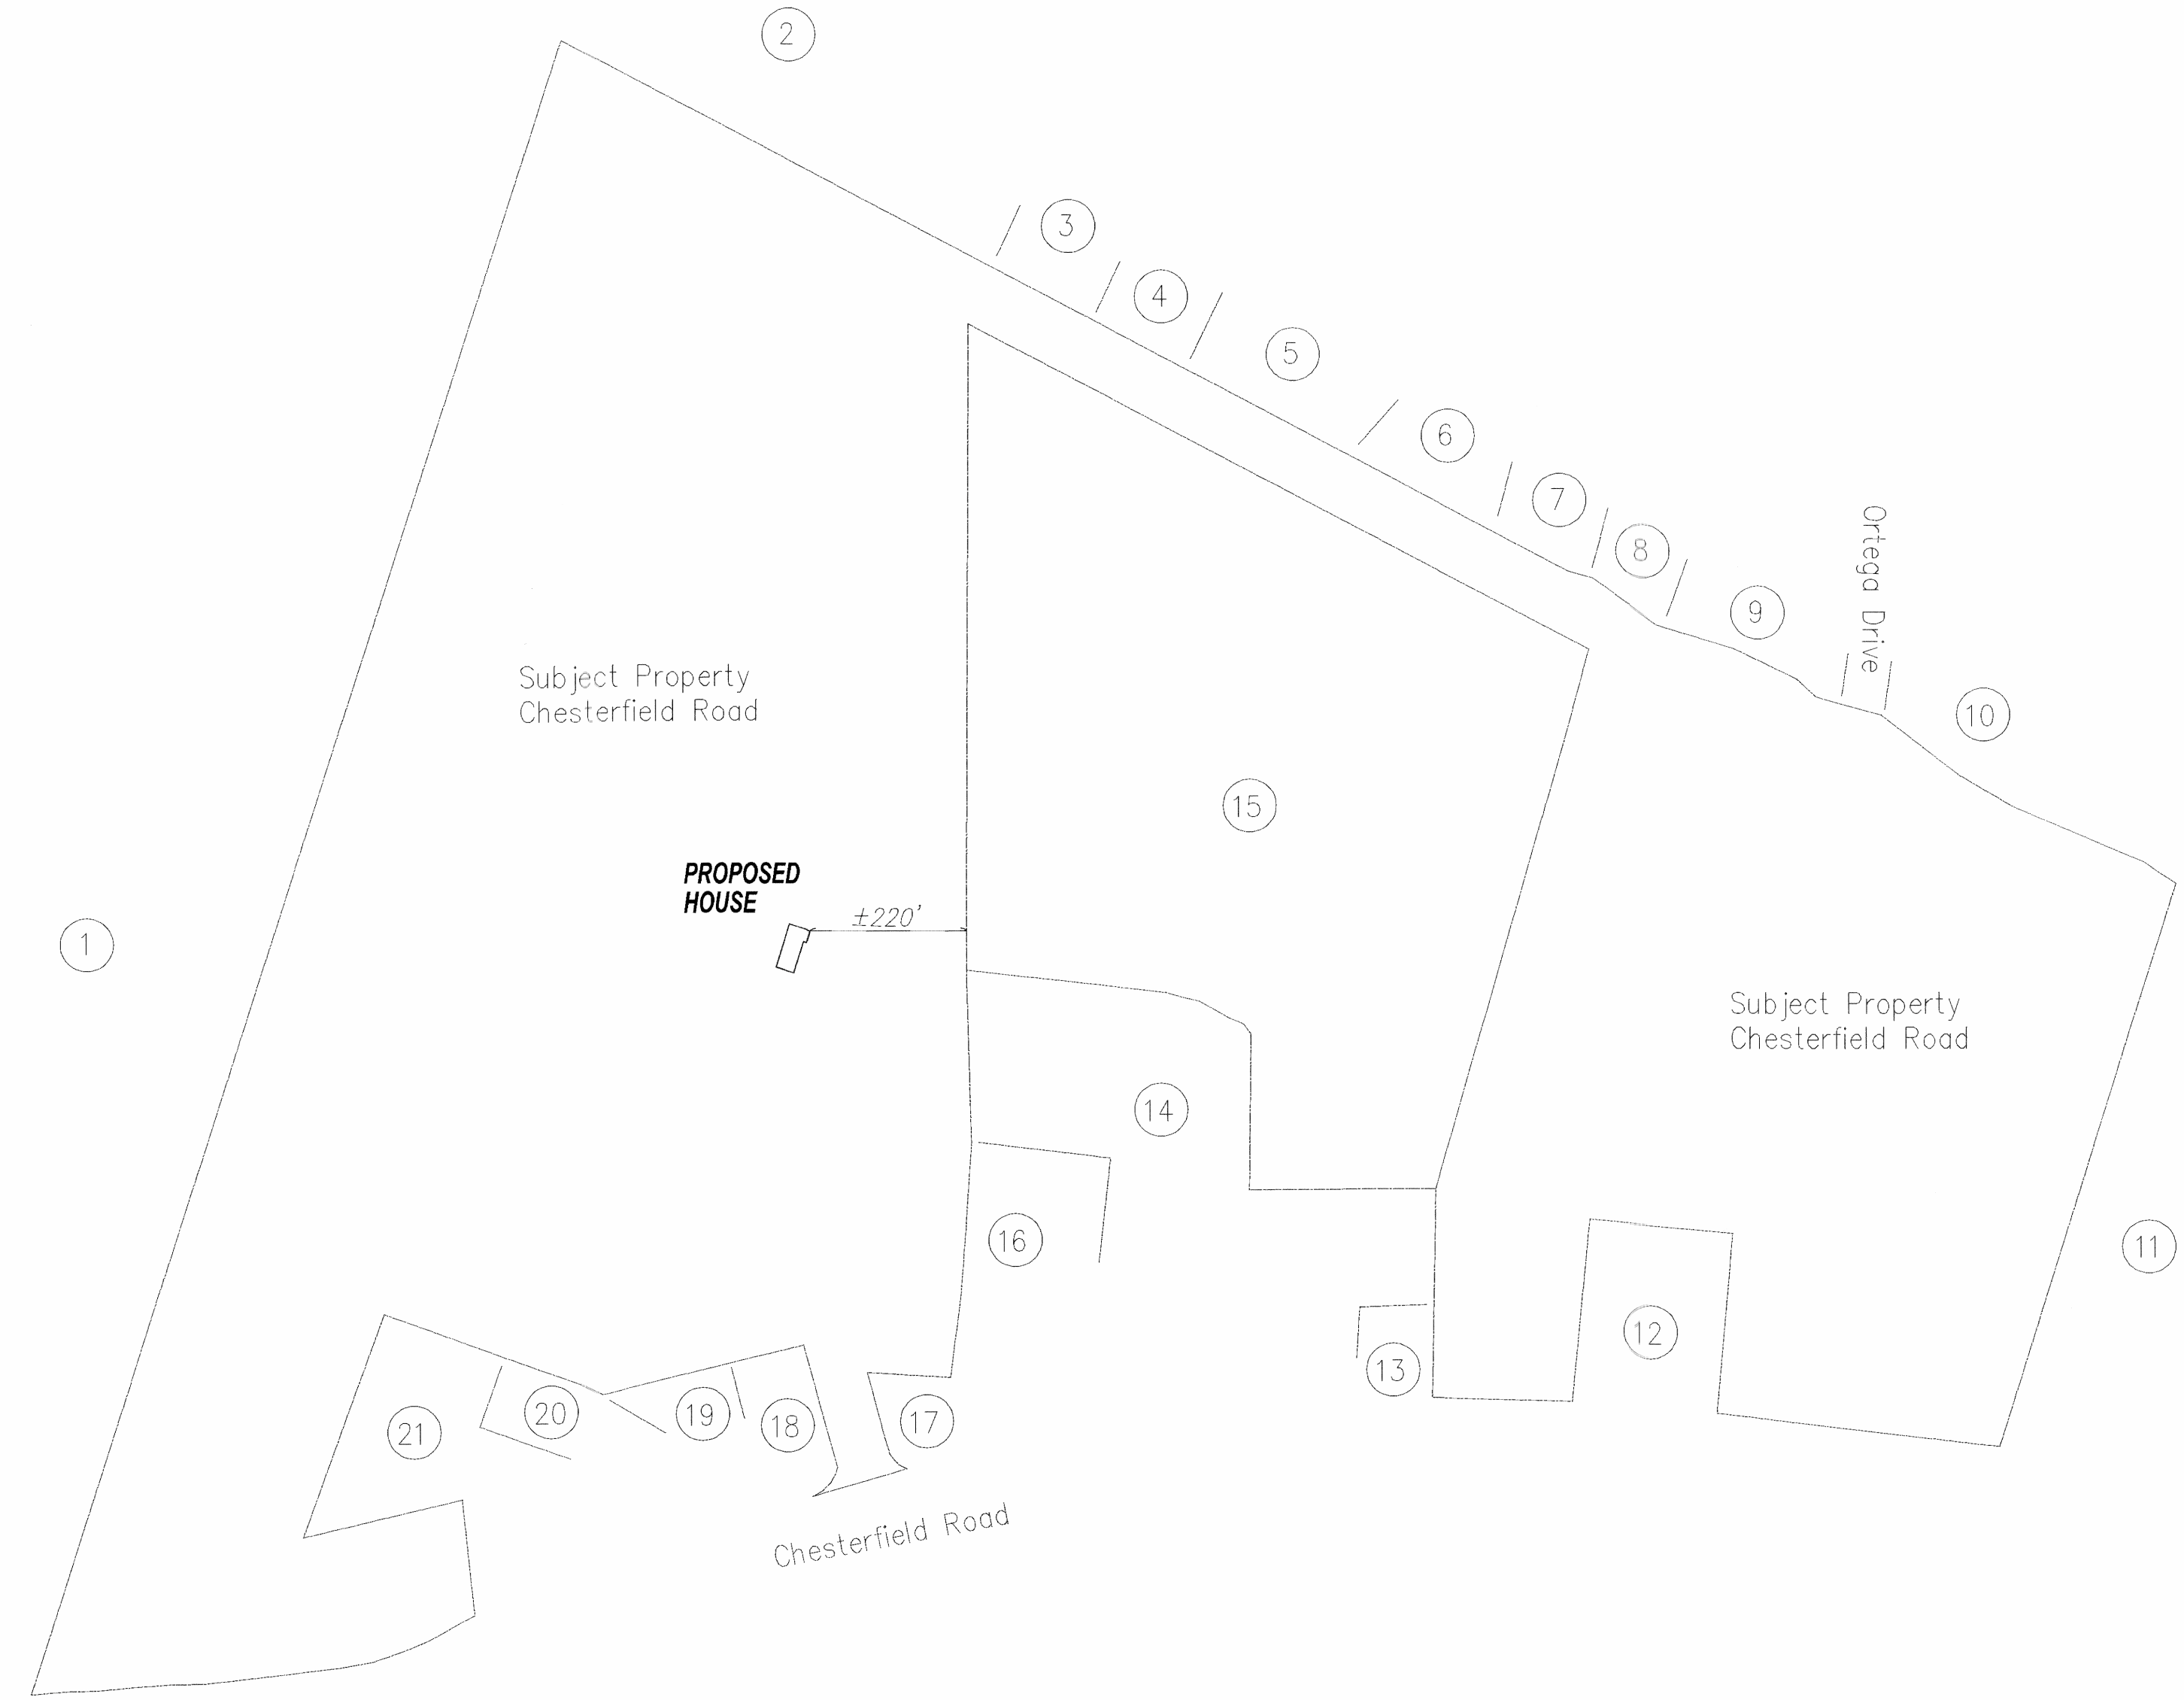 2
3
4
5
6
7
8
9
Ortega Drive
10
Subject Property
Chesterfield Road
15
PROPOSED
HOUSE
±220'
1
Subject Property
Chesterfield Road
14
16
11
12
13
21
20
19
18
17
Chesterfield Road